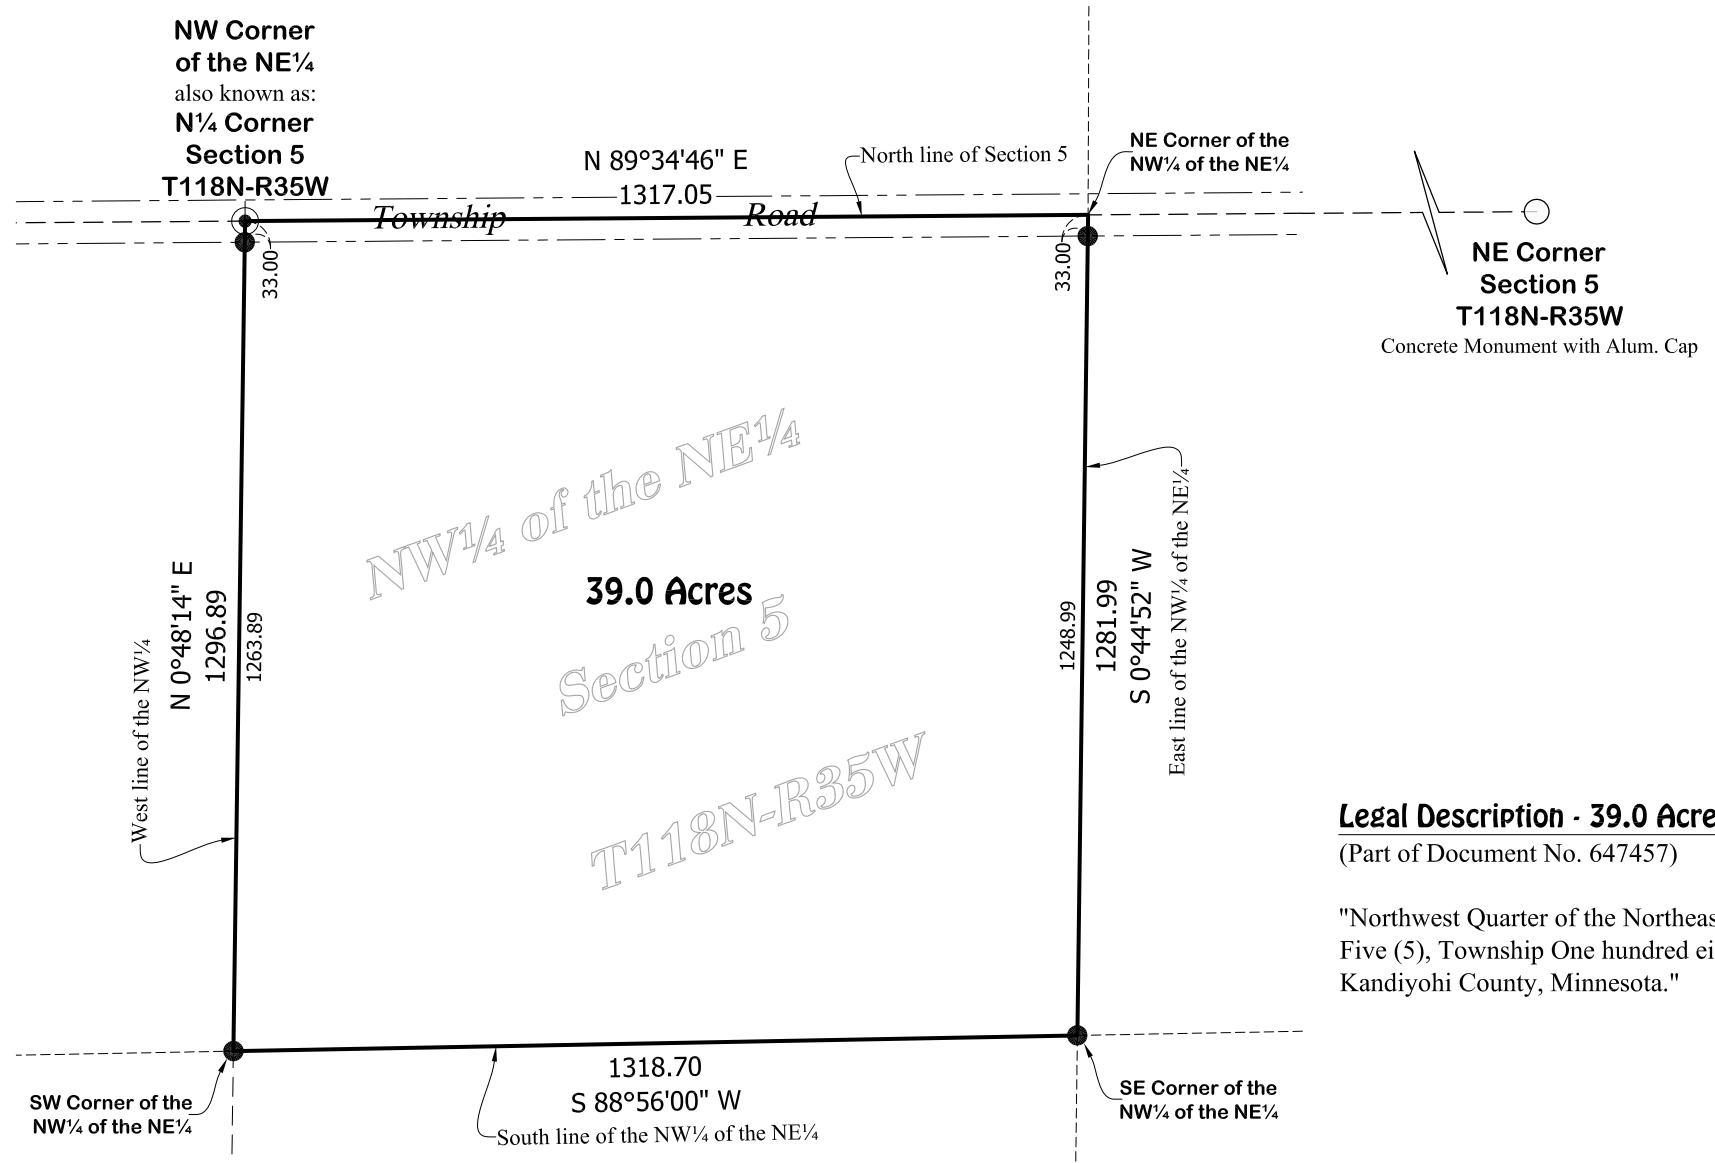 NW Corner
of the NE¼
also known as:
N¼ Corner
Section 5
T118N-R35W
N 89°34'46" E
1317.05
North line of Section 5
NE Corner of the
NW¼ of the NE¼
Township Road
33.00
33.00
NE Corner
Section 5
T118N-R35W
Concrete Monument with Alum. Cap
NW¼ of the NE¼
39.0 Acres
Section 5
T118N-R35W
West line of the NW¼
N 0°48'14" E
1296.89
1263.89
1248.99
1281.99
S 0°44'52" W
East line of the NW¼ of the NE¼
Legal Description - 39.0 Acre
(Part of Document No. 647457)
"Northwest Quarter of the Northeas
Five (5), Township One hundred ei
Kandiyohi County, Minnesota."
1318.70
S 88°56'00" W
South line of the NW¼ of the NE¼
SW Corner of the
NW¼ of the NE¼
SE Corner of the
NW¼ of the NE¼